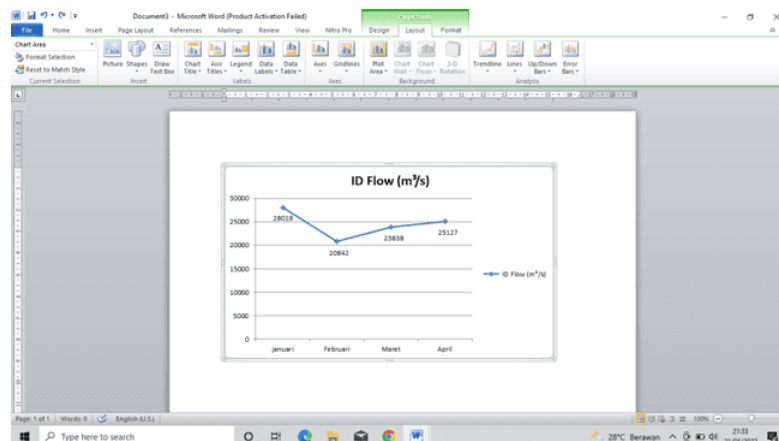 Document3 - Microsoft Word (Product Activation Failed)
Chart Tools
File Home Insert Page Layout References Mailings Review View Nitro Pro Design Layout Format
Chart Area
Format Selection
Reset to Match Style
Current Selection
Picture Shapes Draw Text Box
Insert
Chart Title Axis Titles Legend Data Labels Data Table
Labels
Axes Gridlines
Axes
Plot Area Chart Wall Chart Floor 3-D Rotation
Background
Trendline Lines Up/Down Bars Error Bars
Analysis
ID Flow (m³/s)
30000
25000
20000
15000
10000
5000
0
28019
20842
23838
25127
ID Flow (m³/s)
Januari Februari Maret April
Page: 1 of 1 Words: 0 English (U.S.) 100%
Type here to search
28°C Berawan
21:33